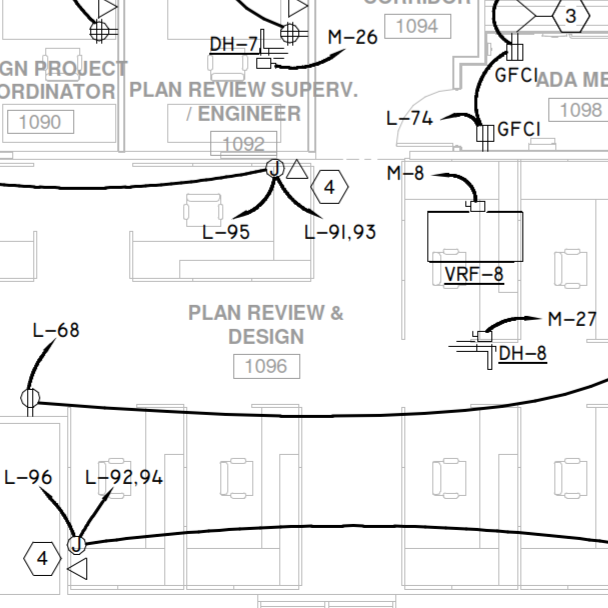 CORRIDOR
1094
3
DH-7
M-26
GN PROJECT
ORDINATOR
1090
PLAN REVIEW SUPERV.
/ ENGINEER
1092
GFCI
ADA ME
1098
L-74
GFCI
J
4
M-8
L-95
L-91,93
VRF-8
PLAN REVIEW &
DESIGN
1096
M-27
DH-8
L-68
L-96
L-92,94
J
4